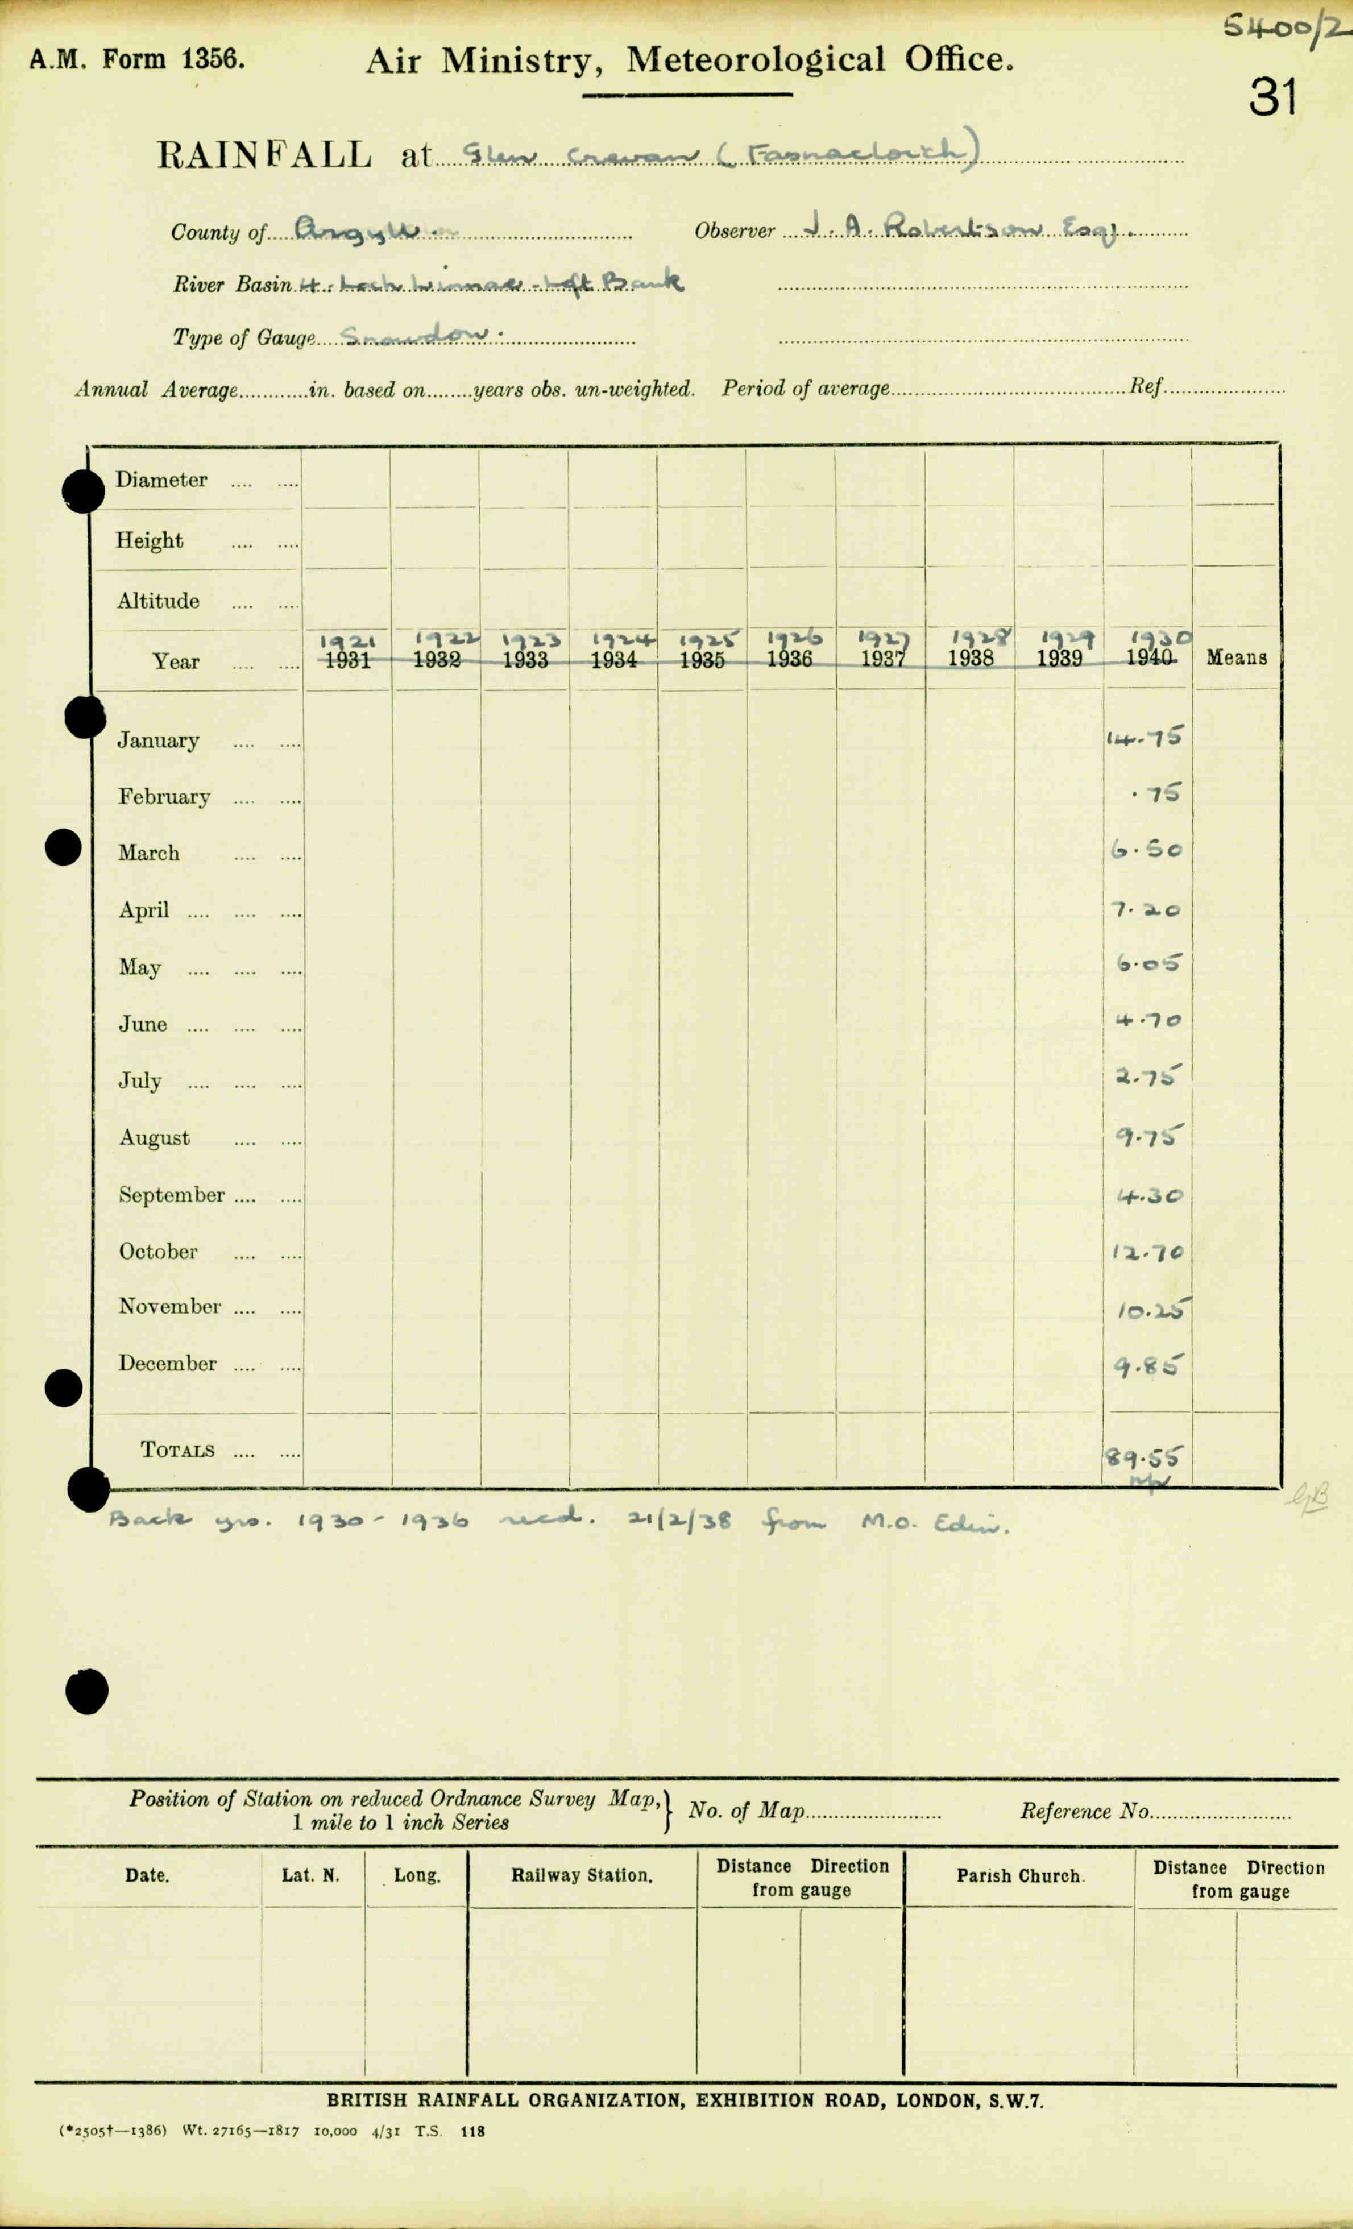 5400/2
A.M. Form 1356. Air Ministry, Meteorological Office.
31
RAINFALL at Glen Creran (Fasnacloich)
County of Argyll. Observer J. A. Robertson Esq.
River Basin 4. Loch Linnhe - Left Bank
Type of Gauge Snowdon.
Annual Average in. based on years obs. un-weighted. Period of average Ref.
Diameter
Height
Altitude
1921 1922 1923 1924 1925 1926 1927 1928 1929 1930
Year 1931 1932 1933 1934 1935 1936 1937 1938 1939 1940 Means
January 14.75
February .75
March 6.50
April 7.20
May 6.05
June 4.70
July 2.75
August 9.75
September 4.30
October 12.70
November 10.25
December 9.85
TOTALS 89.55
GB
Back yrs. 1930 - 1936 recd. 21/2/38 from M.O. Edin.
Position of Station on reduced Ordnance Survey Map, } No. of Map Reference No.
1 mile to 1 inch Series
Date. Lat. N. Long. Railway Station. Distance Direction from gauge Parish Church. Distance Direction from gauge
BRITISH RAINFALL ORGANIZATION, EXHIBITION ROAD, LONDON, S.W.7.
(*2505†—1386) Wt. 27165—1817 10,000 4/31 T.S. 118